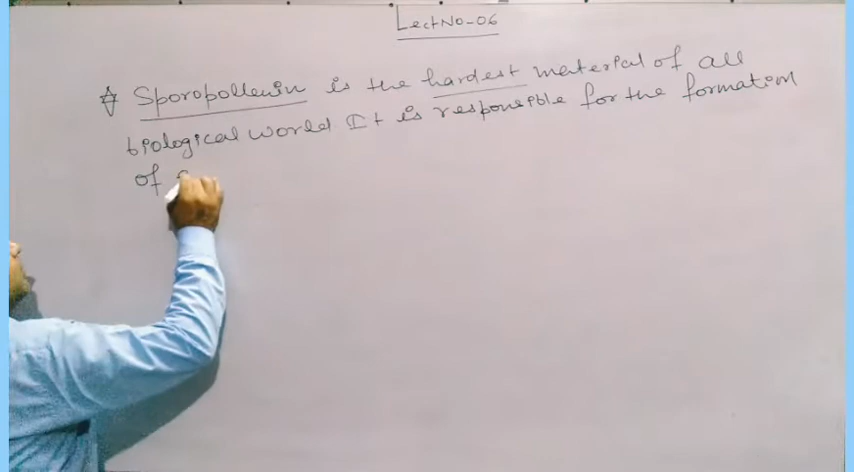 Lect No-06
Sporopollenin is the hardest material of all
biological world It is responsible for the formation
of